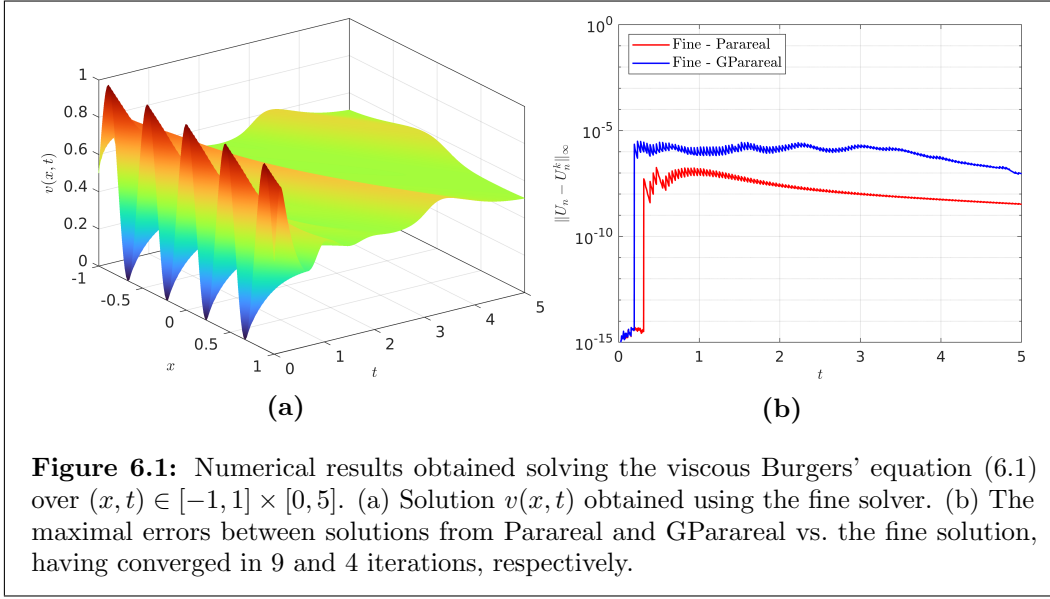 1
0.8
0.6
0.4
0.2
0
v(x, t)
-1
-0.5
0
0.5
1
x
0
1
2
3
4
5
t
(a)
10^0
10^-5
10^-10
10^-15
‖U_n − U_n^k‖_∞
Fine - Parareal
Fine - GParareal
0
1
2
3
4
5
t
(b)
Figure 6.1: Numerical results obtained solving the viscous Burgers' equation (6.1)
over (x, t) ∈ [−1, 1] × [0, 5]. (a) Solution v(x, t) obtained using the fine solver. (b) The
maximal errors between solutions from Parareal and GParareal vs. the fine solution,
having converged in 9 and 4 iterations, respectively.